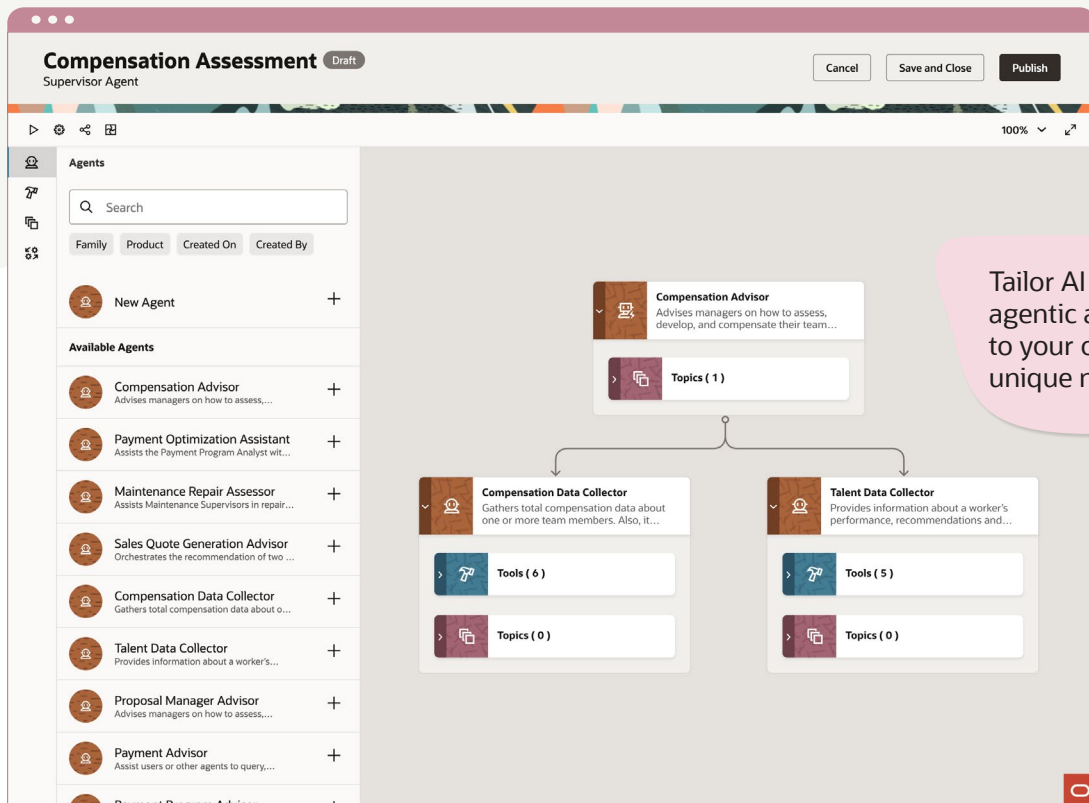 Compensation Assessment Draft
Supervisor Agent
Cancel
Save and Close
Publish
100%
Agents
Search
Family
Product
Created On
Created By
New Agent
Available Agents
Compensation Advisor
Advises managers on how to assess,...
Payment Optimization Assistant
Assists the Payment Program Analyst wit...
Maintenance Repair Assessor
Assists Maintenance Supervisors in repair...
Sales Quote Generation Advisor
Orchestrates the recommendation of two ...
Compensation Data Collector
Gathers total compensation data about o...
Talent Data Collector
Provides information about a worker's...
Proposal Manager Advisor
Advises managers on how to assess,...
Payment Advisor
Assist users or other agents to query,...
Compensation Advisor
Advises managers on how to assess,
develop, and compensate their team...
Topics ( 1 )
Compensation Data Collector
Gathers total compensation data about
one or more team members. Also, it...
Tools ( 6 )
Topics ( 0 )
Talent Data Collector
Provides information about a worker's
performance, recommendations and...
Tools ( 5 )
Topics ( 0 )
Tailor AI
agentic
to your
unique